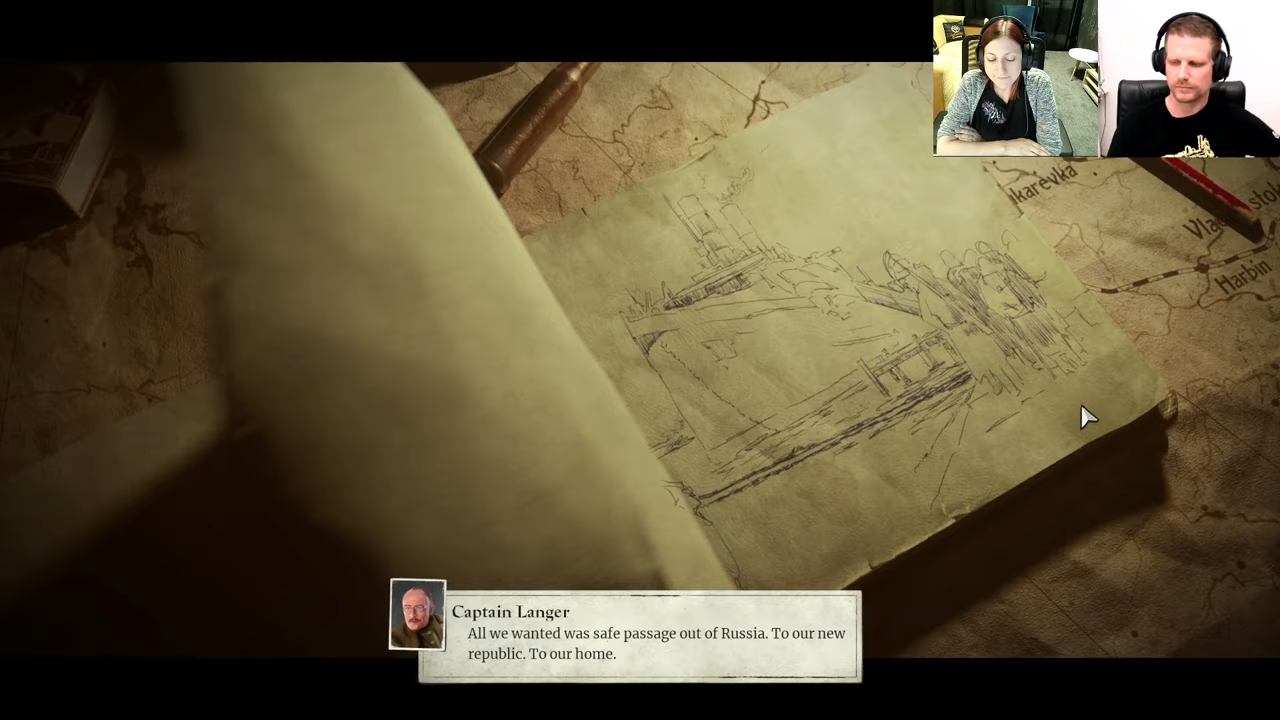 karevka
Harbin
Captain Langer
All we wanted was safe passage out of Russia. To our new
republic. To our home.